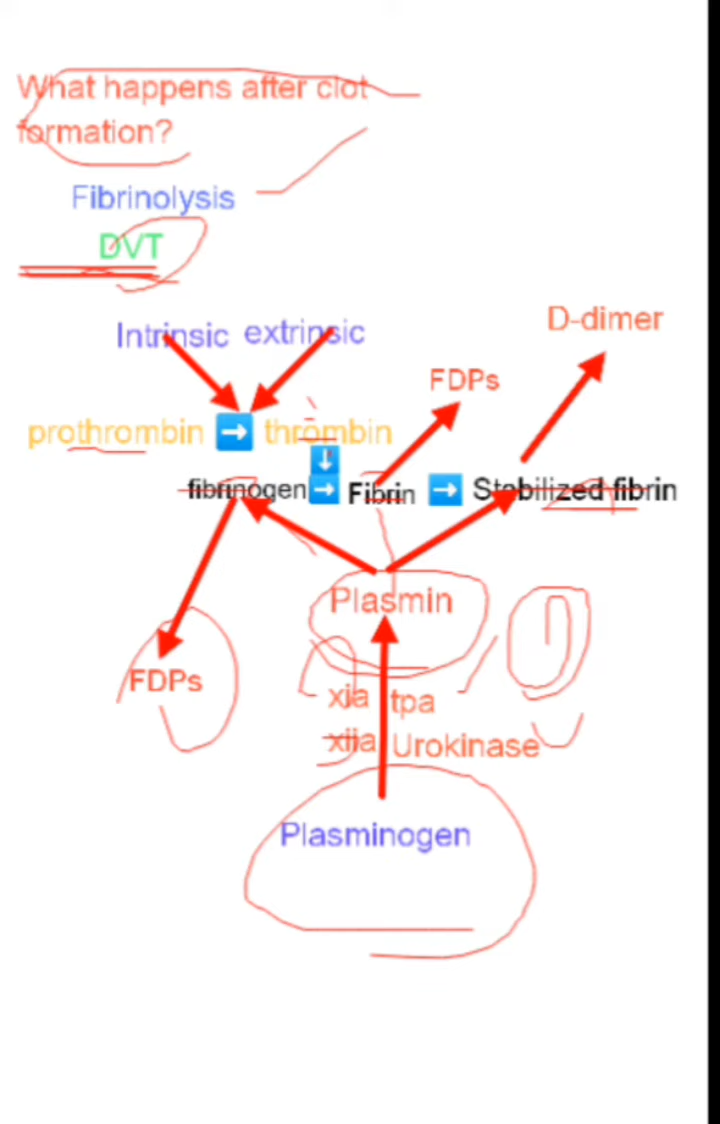 What happens after clot
formation?
Fibrinolysis
DVT
Intrinsic extrinsic
D-dimer
FDPs
prothrombin thrombin
fibrinogen Fibrin Stabilized fibrin
Plasmin
FDPs
xia tpa
xiia Urokinase
Plasminogen